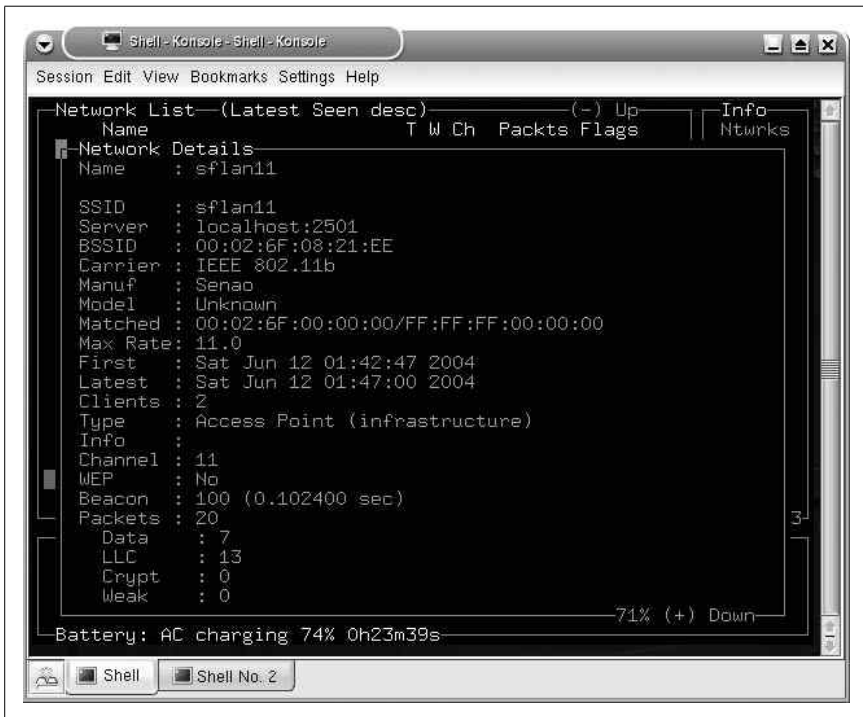 Shell - Konsole - Shell - Konsole
Session Edit View Bookmarks Settings Help
Network List—(Latest Seen desc) (-) Up Info
Name T W Ch Packts Flags Ntwrks
Network Details
Name : sflan11
SSID : sflan11
Server : localhost:2501
BSSID : 00:02:6F:08:21:EE
Carrier : IEEE 802.11b
Manuf : Senao
Model : Unknown
Matched : 00:02:6F:00:00:00/FF:FF:FF:00:00:00
Max Rate: 11.0
First : Sat Jun 12 01:42:47 2004
Latest : Sat Jun 12 01:47:00 2004
Clients : 2
Type : Access Point (infrastructure)
Info :
Channel : 11
WEP : No
Beacon : 100 (0.102400 sec)
Packets : 20 3
Data : 7
LLC : 13
Crypt : 0
Weak : 0
71% (+) Down
Battery: AC charging 74% 0h23m39s
Shell Shell No. 2